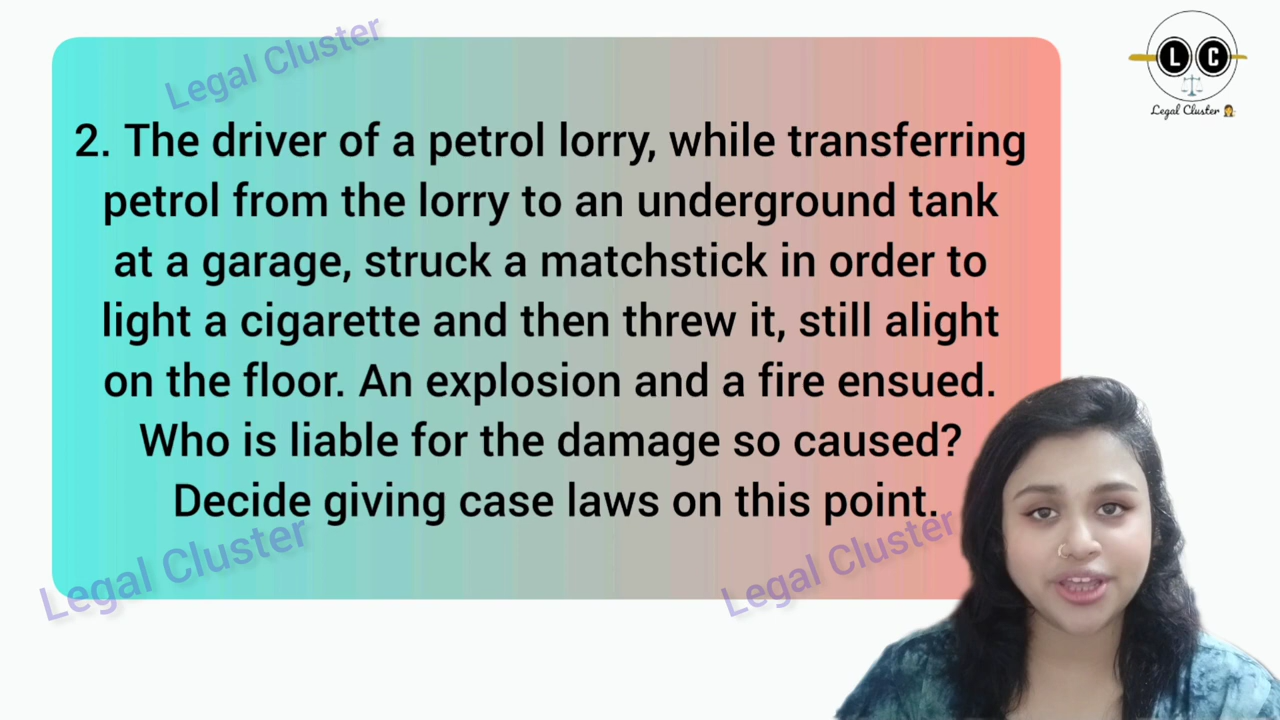 Legal Cluster
L C
Legal Cluster
2. The driver of a petrol lorry, while transferring
petrol from the lorry to an underground tank
at a garage, struck a matchstick in order to
light a cigarette and then threw it, still alight
on the floor. An explosion and a fire ensued.
Who is liable for the damage so caused?
Decide giving case laws on this point.
Legal Cluster
Legal Cluster